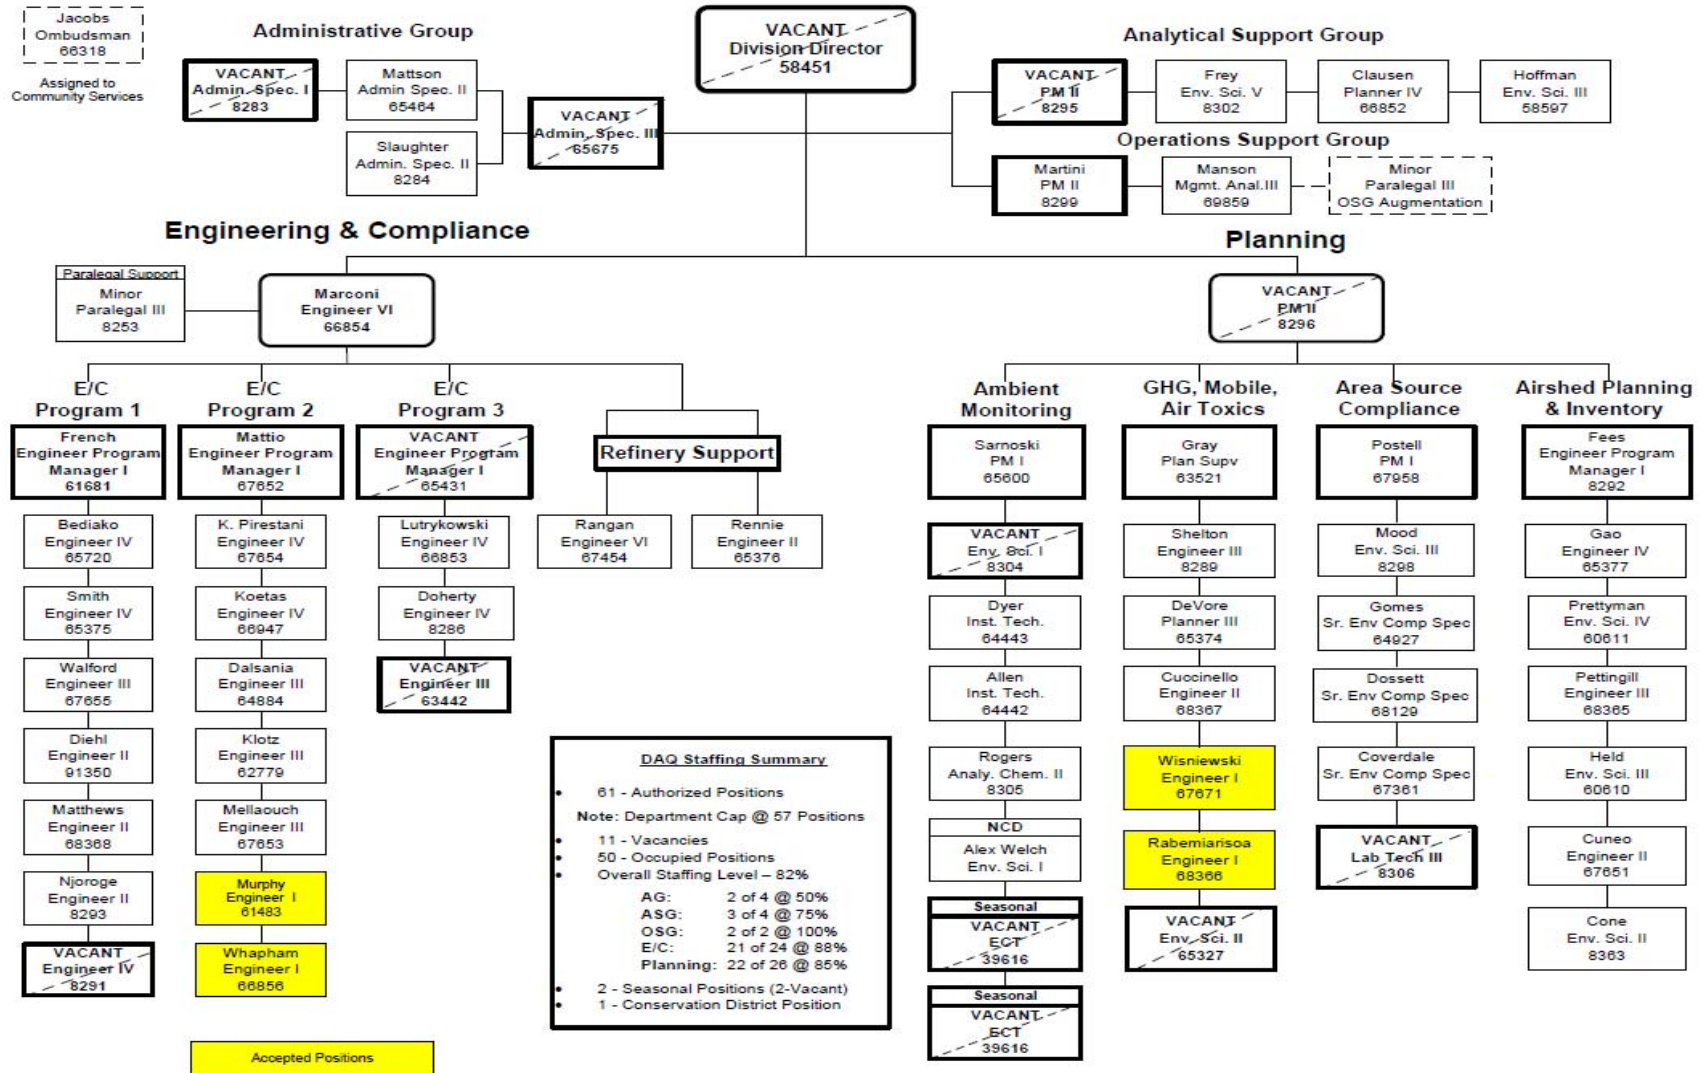 Jacobs
Ombudsman
66318
Assigned to
Community Services
Administrative Group
VACANT
Admin. Spec. I
8283
Mattson
Admin Spec. II
65464
Slaughter
Admin. Spec. II
8284
VACANT
Admin. Spec. III
65675
VACANT
Division Director
58451
Analytical Support Group
VACANT
PM II
8295
Frey
Env. Sci. V
8302
Clausen
Planner IV
66852
Hoffman
Env. Sci. III
58597
Operations Support Group
Martini
PM II
8299
Manson
Mgmt. Anal.III
69859
Minor
Paralegal III
OSG Augmentation
Engineering & Compliance
Paralegal Support
Minor
Paralegal III
8253
Marconi
Engineer VI
66854
Planning
VACANT
PM II
8296
E/C
Program 1
French
Engineer Program
Manager I
61681
Bediako
Engineer IV
65720
Smith
Engineer IV
65375
Walford
Engineer III
67655
Diehl
Engineer II
91350
Matthews
Engineer II
68368
Njoroge
Engineer II
8293
VACANT
Engineer IV
8291
E/C
Program 2
Mattio
Engineer Program
Manager I
67652
K. Pirestani
Engineer IV
67654
Koetas
Engineer IV
66947
Dalsania
Engineer III
64884
Klotz
Engineer III
62779
Mellaouch
Engineer III
67653
Murphy
Engineer I
61483
Whapham
Engineer I
66856
E/C
Program 3
VACANT
Engineer Program
Manager I
65431
Lutrykowski
Engineer IV
66853
Doherty
Engineer IV
8286
VACANT
Engineer III
63442
Refinery Support
Rangan
Engineer VI
67454
Rennie
Engineer II
65376
DAQ Staffing Summary
• 61 - Authorized Positions
Note: Department Cap @ 57 Positions
• 11 - Vacancies
• 50 - Occupied Positions
• Overall Staffing Level – 82%
AG: 2 of 4 @ 50%
ASG: 3 of 4 @ 75%
OSG: 2 of 2 @ 100%
E/C: 21 of 24 @ 88%
Planning: 22 of 26 @ 85%
• 2 - Seasonal Positions (2-Vacant)
• 1 - Conservation District Position
Accepted Positions
Ambient
Monitoring
Sarnoski
PM I
65600
VACANT
Env. Sci. I
8304
Dyer
Inst. Tech.
64443
Allen
Inst. Tech.
64442
Rogers
Analy. Chem. II
8305
NCD
Alex Welch
Env. Sci. I
Seasonal
VACANT
ECT
39616
Seasonal
VACANT
ECT
39616
GHG, Mobile,
Air Toxics
Gray
Plan Supv
63521
Shelton
Engineer III
8289
DeVore
Planner III
65374
Cuccinello
Engineer II
68367
Wisniewski
Engineer I
67671
Rabemiarisoa
Engineer I
68366
VACANT
Env. Sci. II
65327
Area Source
Compliance
Postell
PM I
67958
Mood
Env. Sci. III
8298
Gomes
Sr. Env Comp Spec
64927
Dossett
Sr. Env Comp Spec
68129
Coverdale
Sr. Env Comp Spec
67361
VACANT
Lab Tech III
8306
Airshed Planning
& Inventory
Fees
Engineer Program
Manager I
8292
Gao
Engineer IV
65377
Prettyman
Env. Sci. IV
60611
Pettingill
Engineer III
68365
Held
Env. Sci. III
60610
Cuneo
Engineer II
67651
Cone
Env. Sci. II
8363